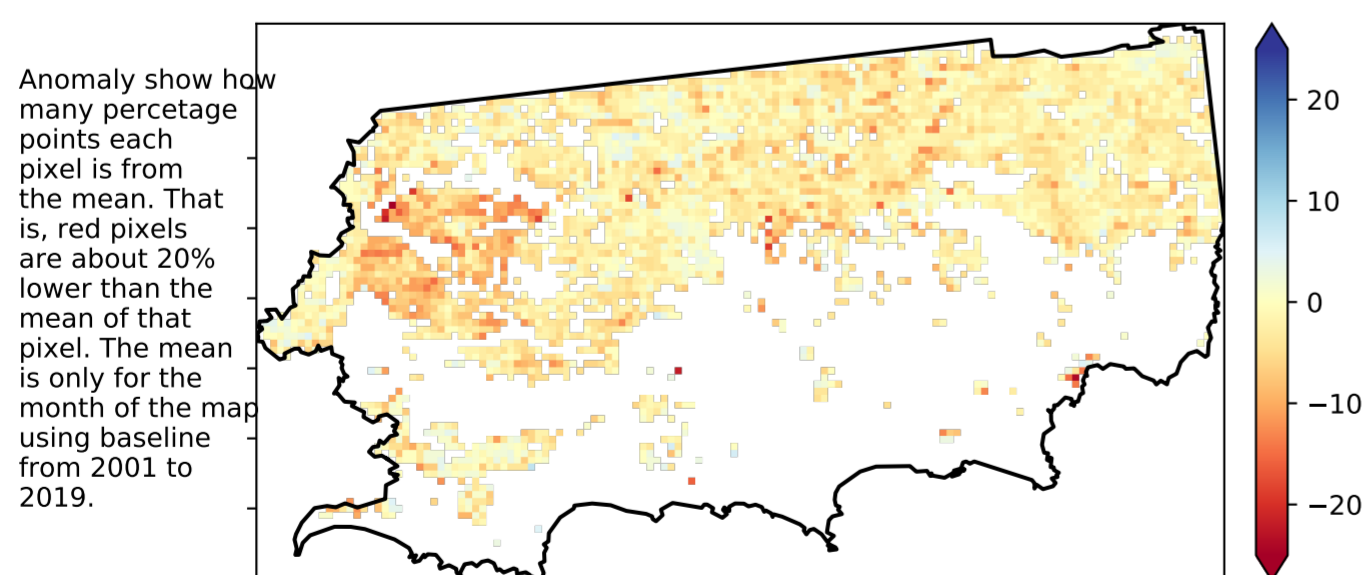 Anomaly show how
many percetage
points each
pixel is from
the mean. That
is, red pixels
are about 20%
lower than the
mean of that
pixel. The mean
is only for the
month of the map
using baseline
from 2001 to
2019.
20
10
0
−10
−20